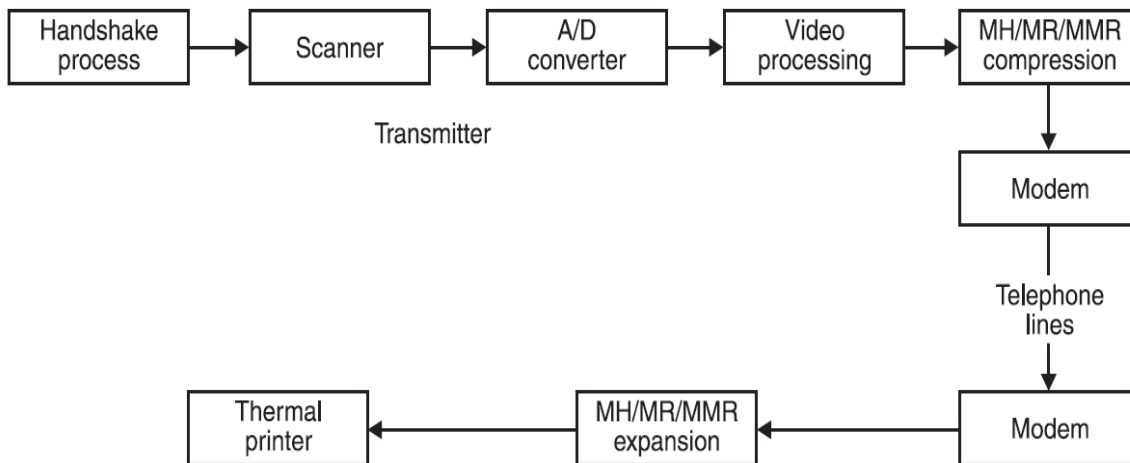 Handshake
process
Scanner
A/D
converter
Video
processing
MH/MR/MMR
compression
Transmitter
Modem
Telephone
lines
Modem
MH/MR/MMR
expansion
Thermal
printer